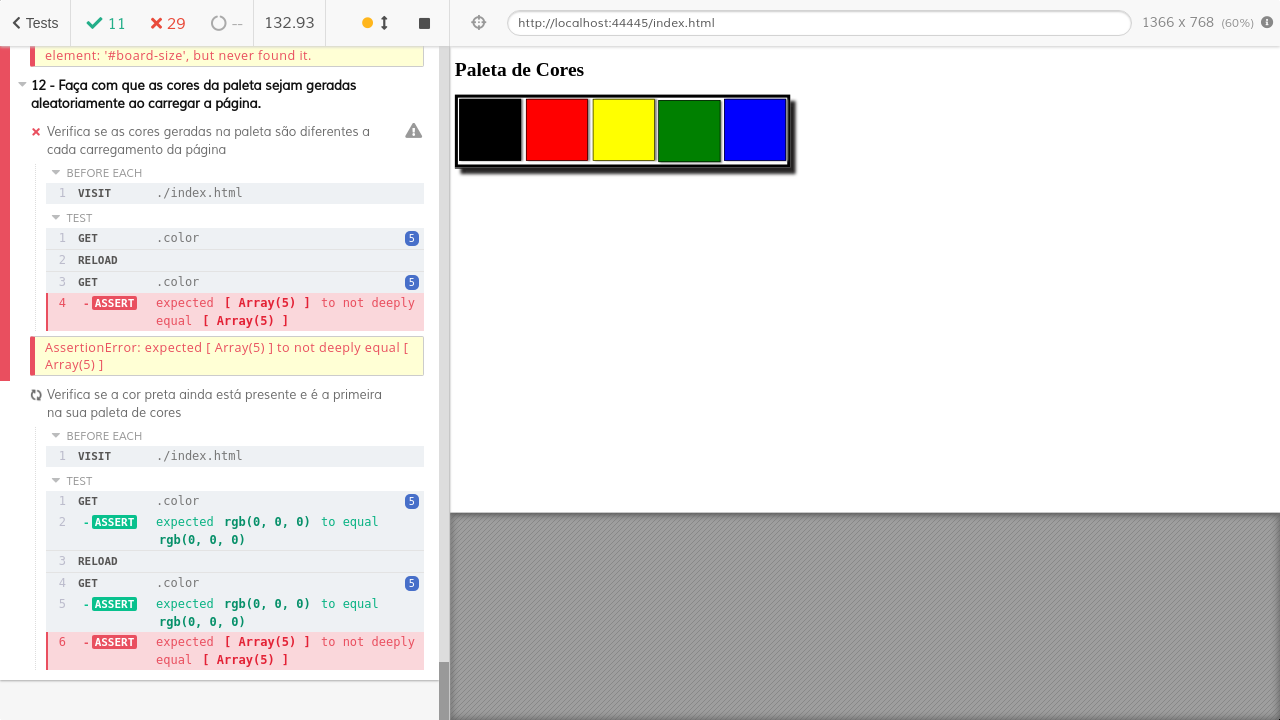 Tests
11
29
--
132.93
http://localhost:44445/index.html
1366 x 768 (60%)
element: '#board-size', but never found it.
12 - Faça com que as cores da paleta sejam geradas
aleatoriamente ao carregar a página.
Verifica se as cores geradas na paleta são diferentes a
cada carregamento da página
BEFORE EACH
1 VISIT ./index.html
TEST
1 GET .color 5
2 RELOAD
3 GET .color 5
4 -ASSERT expected [ Array(5) ] to not deeply
equal [ Array(5) ]
AssertionError: expected [ Array(5) ] to not deeply equal [
Array(5) ]
Verifica se a cor preta ainda está presente e é a primeira
na sua paleta de cores
BEFORE EACH
1 VISIT ./index.html
TEST
1 GET .color 5
2 -ASSERT expected rgb(0, 0, 0) to equal
rgb(0, 0, 0)
3 RELOAD
4 GET .color 5
5 -ASSERT expected rgb(0, 0, 0) to equal
rgb(0, 0, 0)
6 -ASSERT expected [ Array(5) ] to not deeply
equal [ Array(5) ]
Paleta de Cores